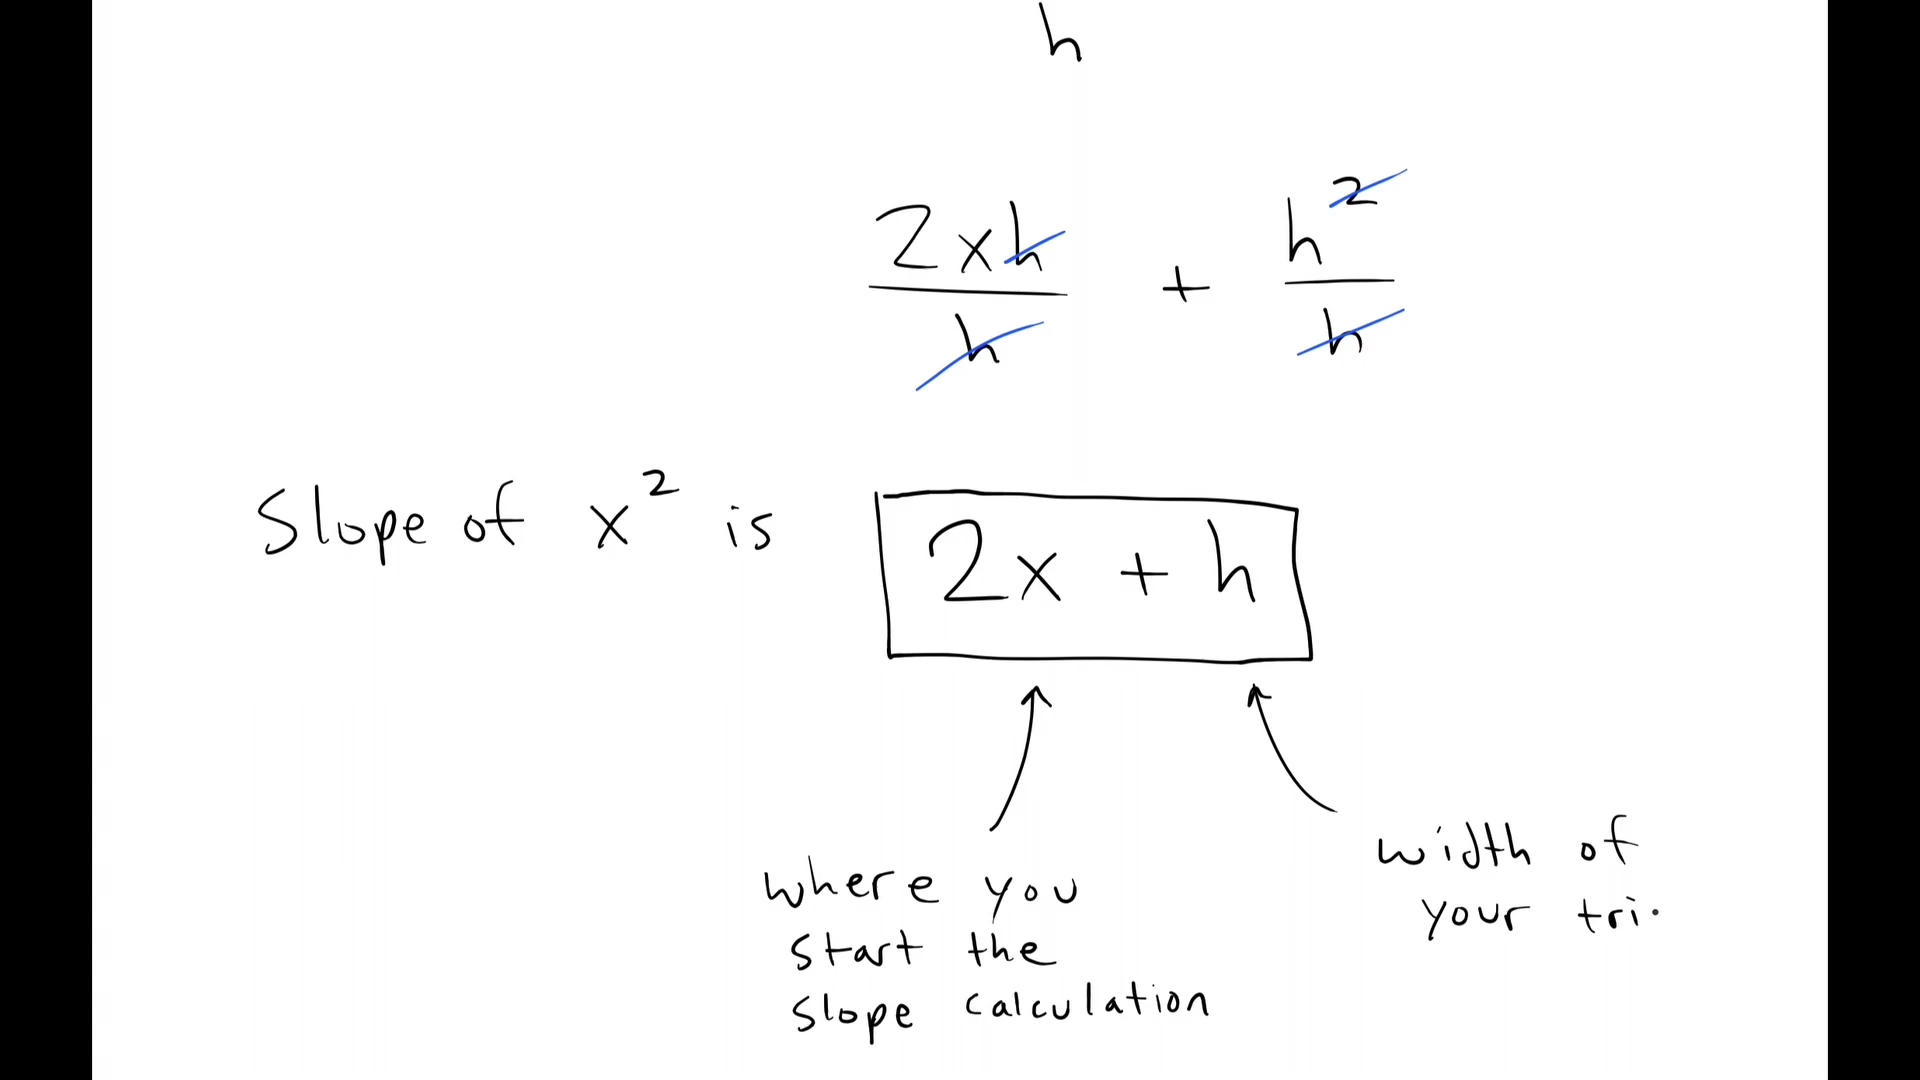 h
2xh + h²
h h
Slope of x² is 2x + h
where you
start the
slope calculation
width of
your tri.